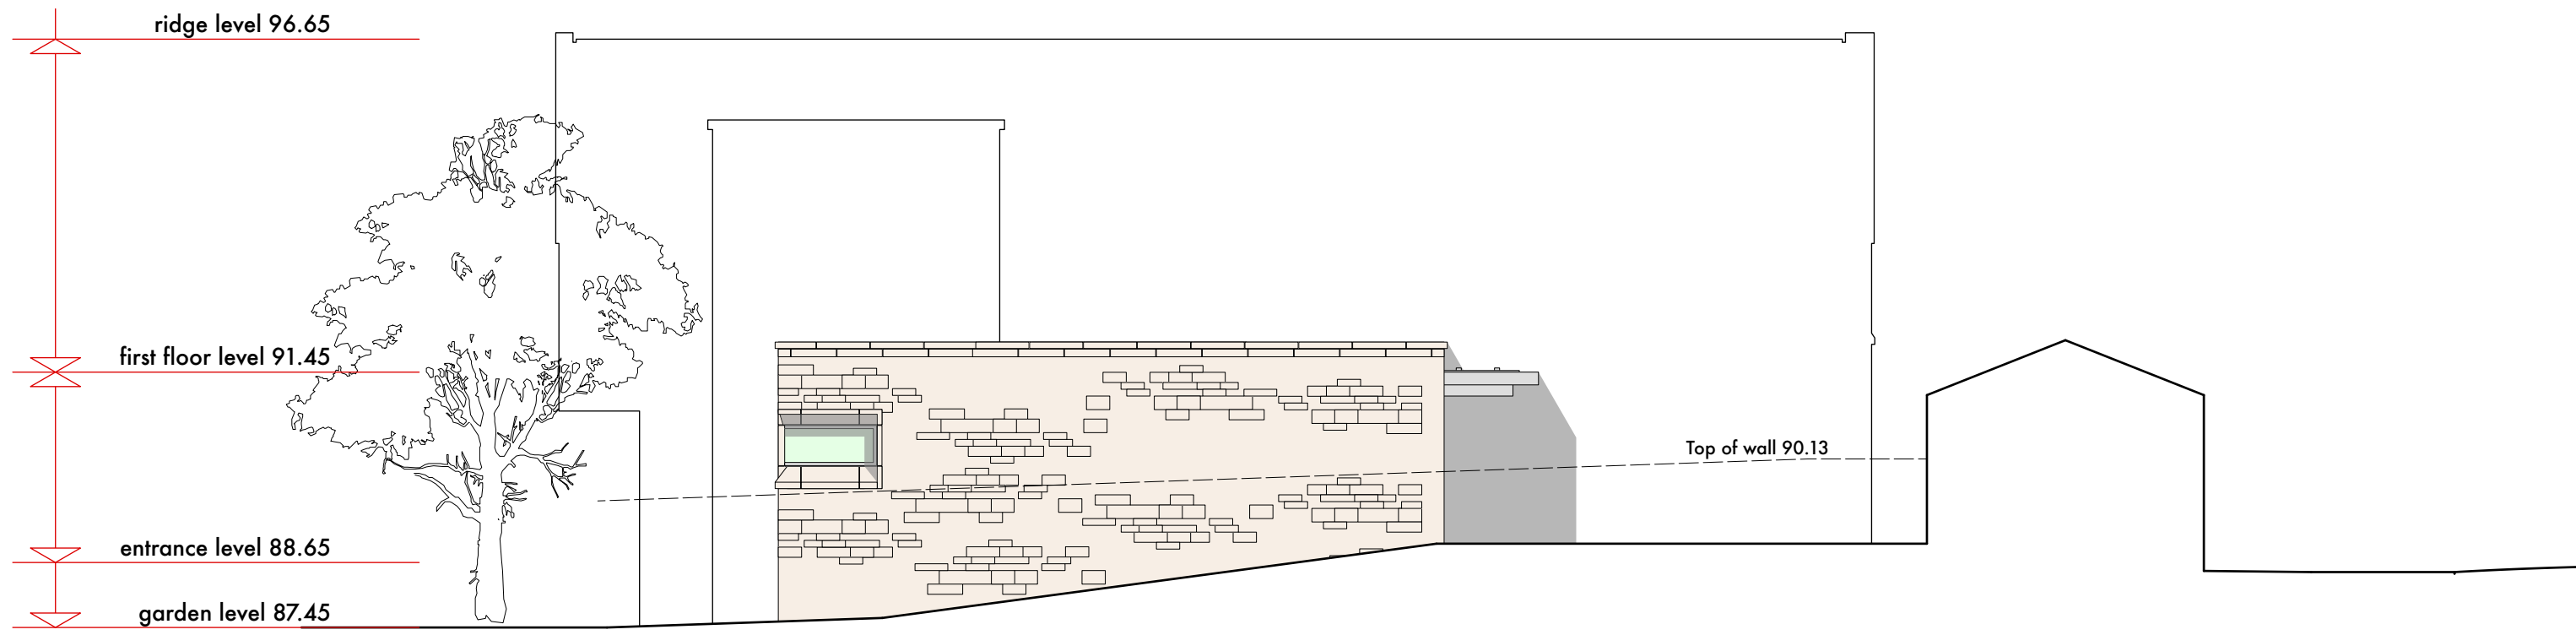 ridge level 96.65
first floor level 91.45
Top of wall 90.13
entrance level 88.65
garden level 87.45